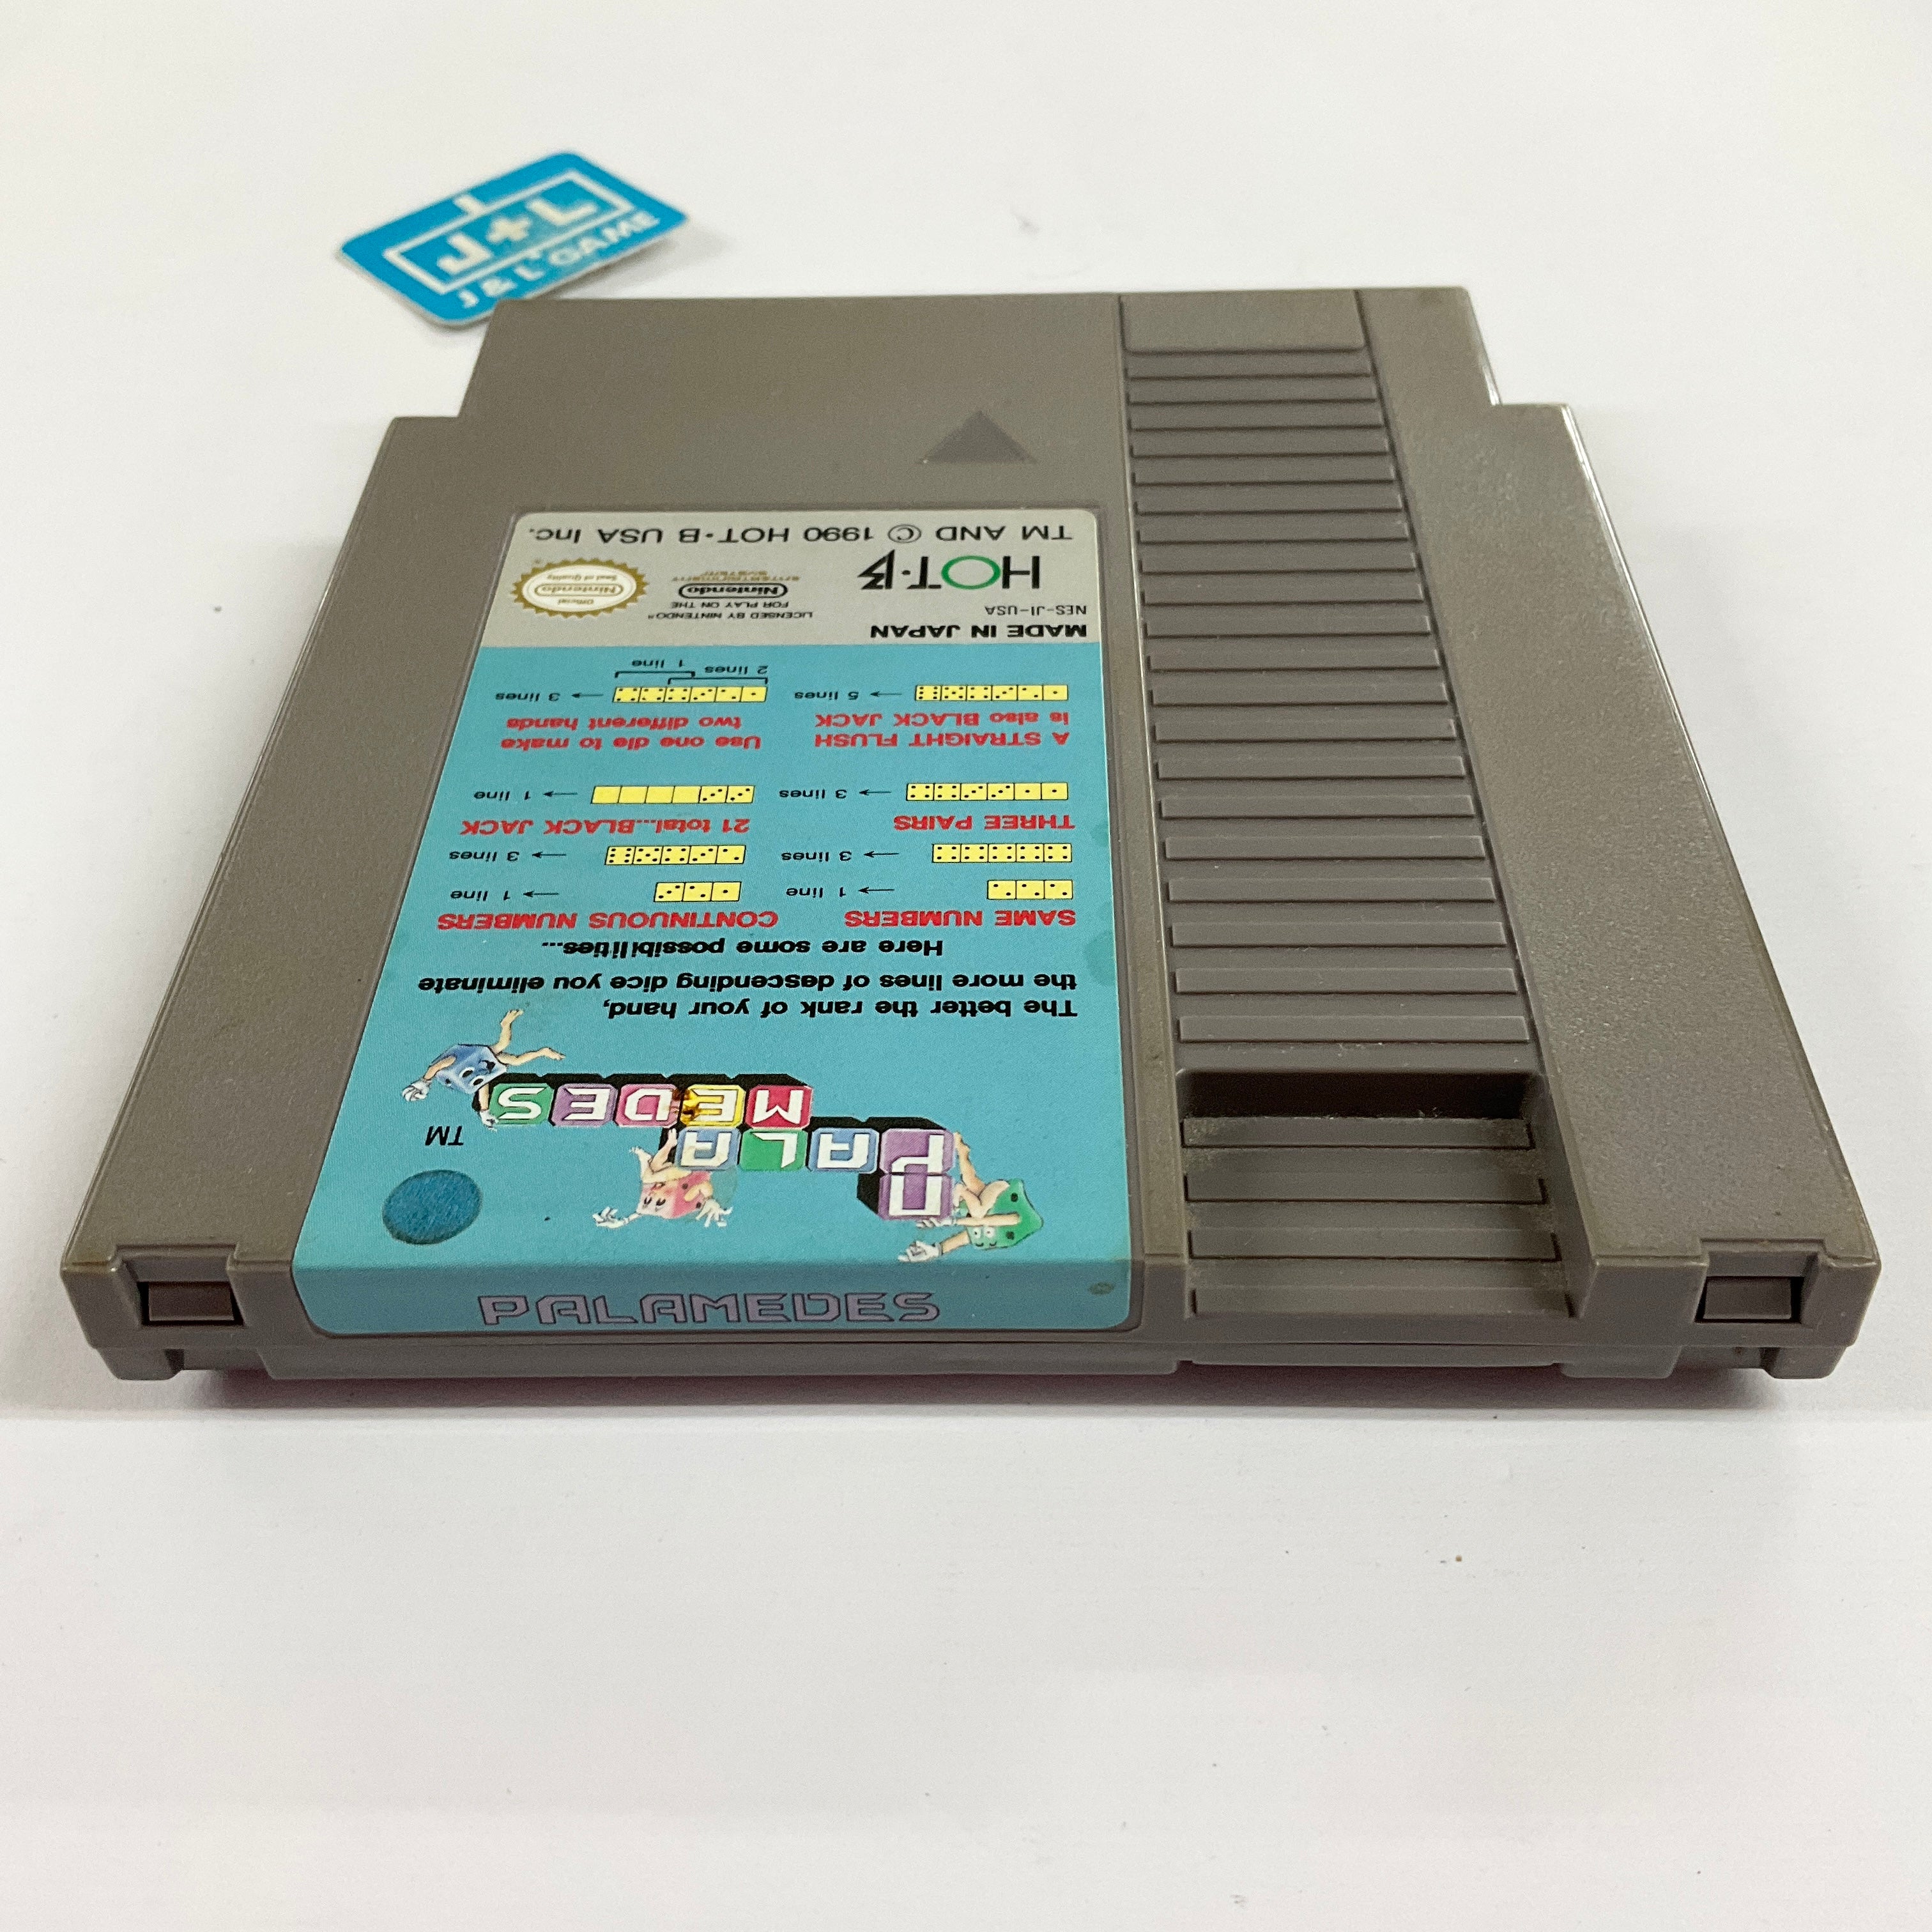 J+L
J & L GAME
PALAMEDES
PALA
MEDES
TM
The better the rank of your hand,
the more lines of descending dice you eliminate
Here are some possibilities...
SAME NUMBERS
1 line
3 lines
CONTINUOUS NUMBERS
1 line
3 lines
THREE PAIRS
3 lines
21 total...BLACK JACK
1 line
A STRAIGHT FLUSH
is also BLACK JACK
5 lines
Use one die to make
two different hands
3 lines
2 lines
1 line
MADE IN JAPAN
NES-JI-USA
HOT·B
LICENSED BY NINTENDO®
FOR PLAY ON THE
Nintendo
ENTERTAINMENT
SYSTEM
Official
Nintendo
Seal of Quality
TM AND © 1990 HOT·B USA Inc.